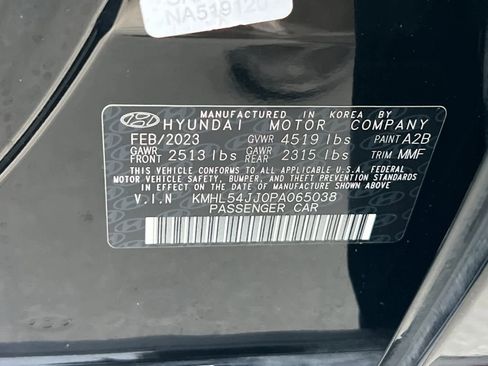 NA519120
MANUFACTURED IN KOREA BY
HYUNDAI MOTOR COMPANY
FEB/2023 GVWR 4519 lbs PAINT A2B
GAWR FRONT 2513 lbs GAWR REAR 2315 lbs TRIM MMF
THIS VEHICLE CONFORMS TO ALL APPLICABLE U.S.A. FEDERAL
MOTOR VEHICLE SAFETY, BUMPER, AND THEFT PREVENTION STANDARDS
IN EFFECT ON THE DATE OF MANUFACTURE SHOWN ABOVE.
V.I.N KMHL54JJ0PA065038
PASSENGER CAR